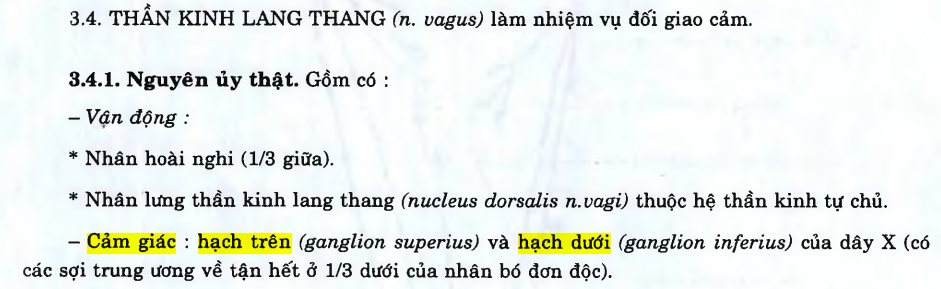 3.4. THẦN KINH LANG THANG (n. vagus) làm nhiệm vụ đối giao cảm.
3.4.1. Nguyên ủy thật. Gồm có :
– Vận động :
* Nhân hoài nghi (1/3 giữa).
* Nhân lưng thần kinh lang thang (nucleus dorsalis n.vagi) thuộc hệ thần kinh tự chủ.
– Cảm giác : hạch trên (ganglion superius) và hạch dưới (ganglion inferius) của dây X (có
các sợi trung ương về tận hết ở 1/3 dưới của nhân bó đơn độc).